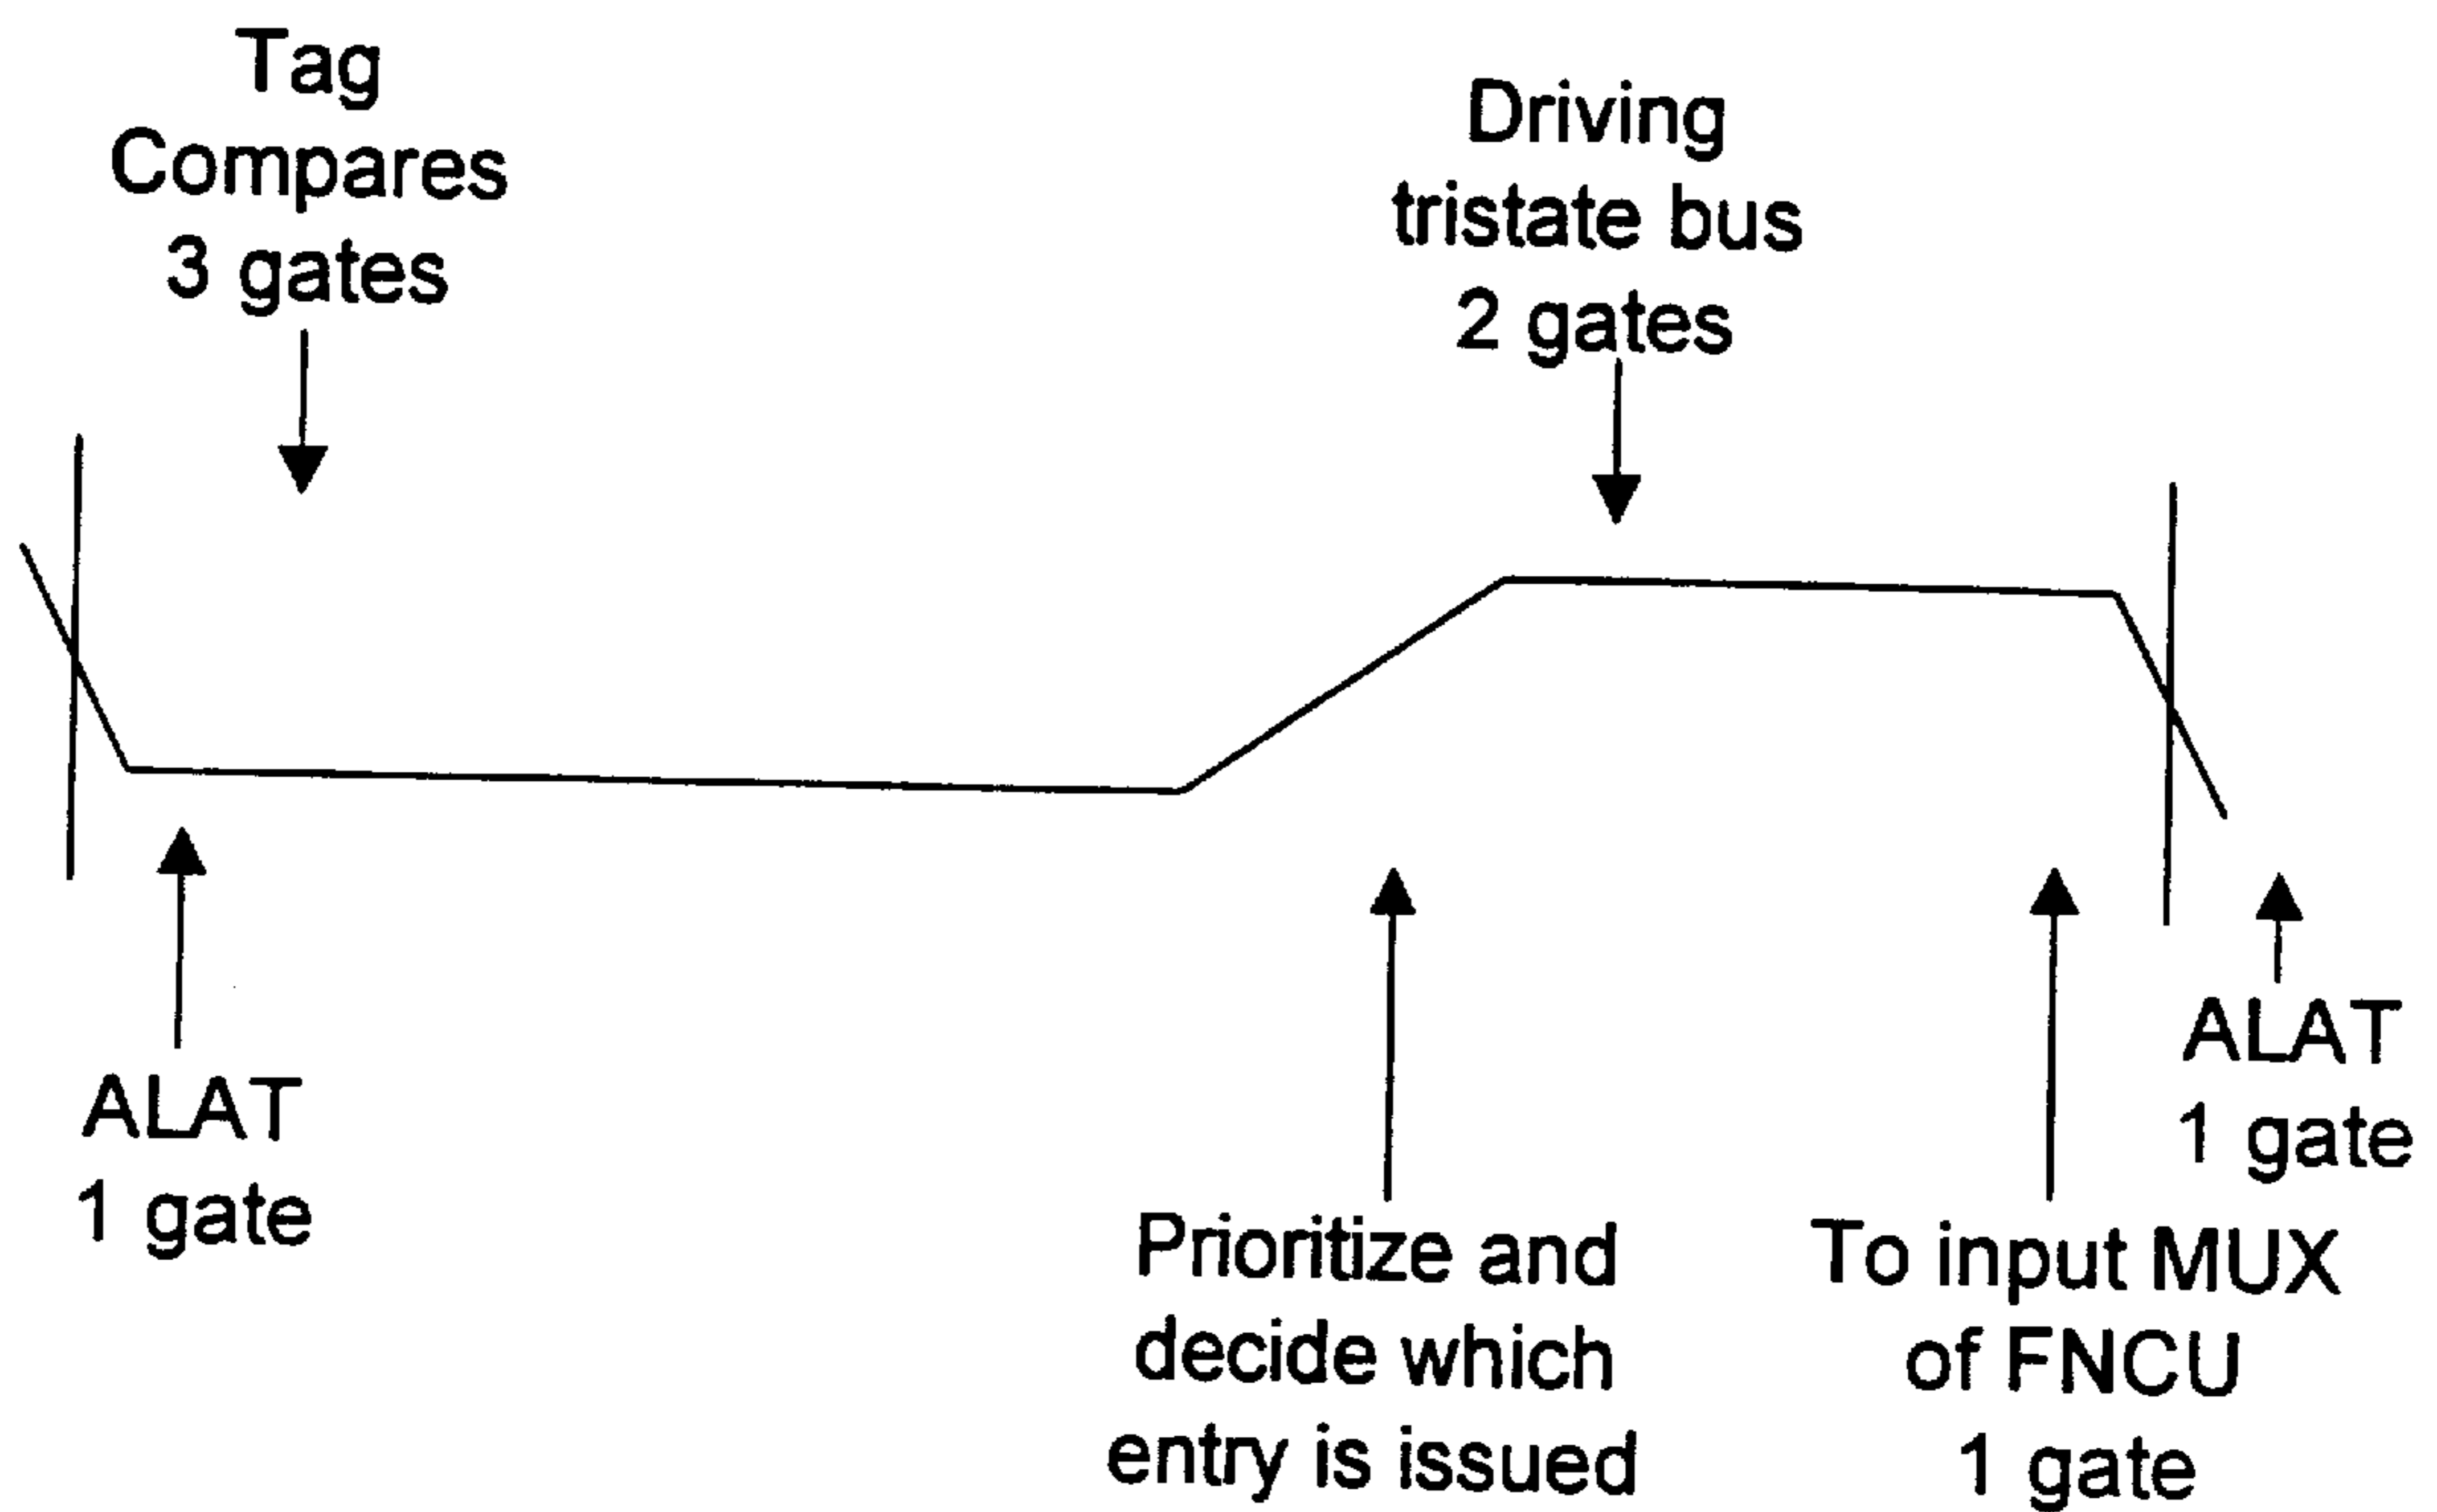 Tag
Compares
3 gates
Driving
tristate bus
2 gates
ALAT
1 gate
Prioritize and
decide which
entry is issued
To input MUX
of FNCU
1 gate
ALAT
1 gate